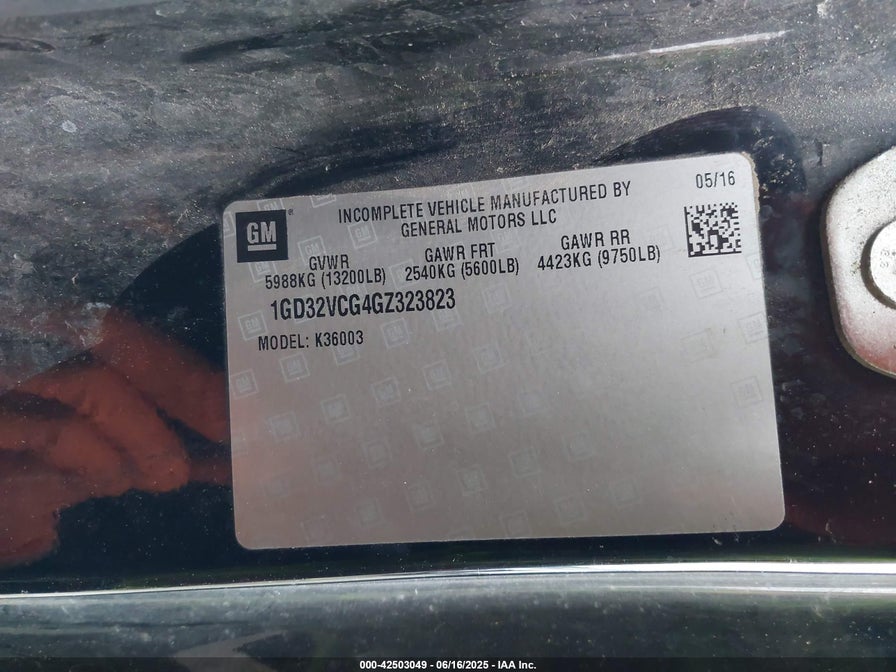 GM
INCOMPLETE VEHICLE MANUFACTURED BY
GENERAL MOTORS LLC
05/16
GVWR GAWR FRT GAWR RR
5988KG (13200LB) 2540KG (5600LB) 4423KG (9750LB)
1GD32VCG4GZ323823
MODEL: K36003
000-42503049 - 06/16/2025 - IAA Inc.